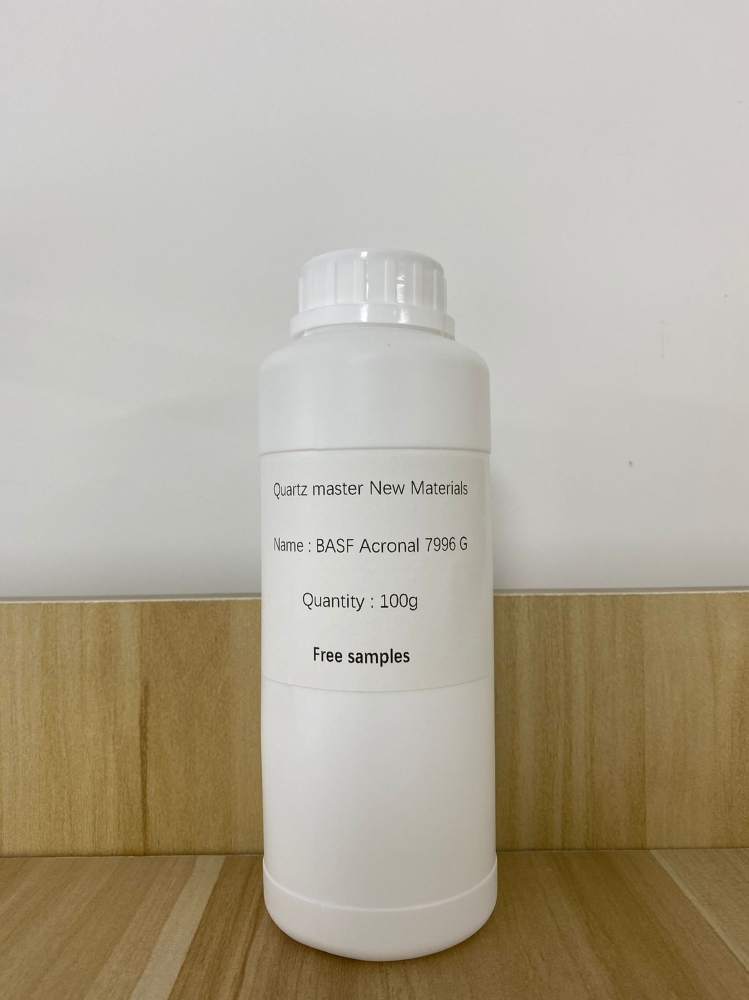 Quartz master New Materials
Name : BASF Acronal 7996 G
Quantity : 100g
Free samples